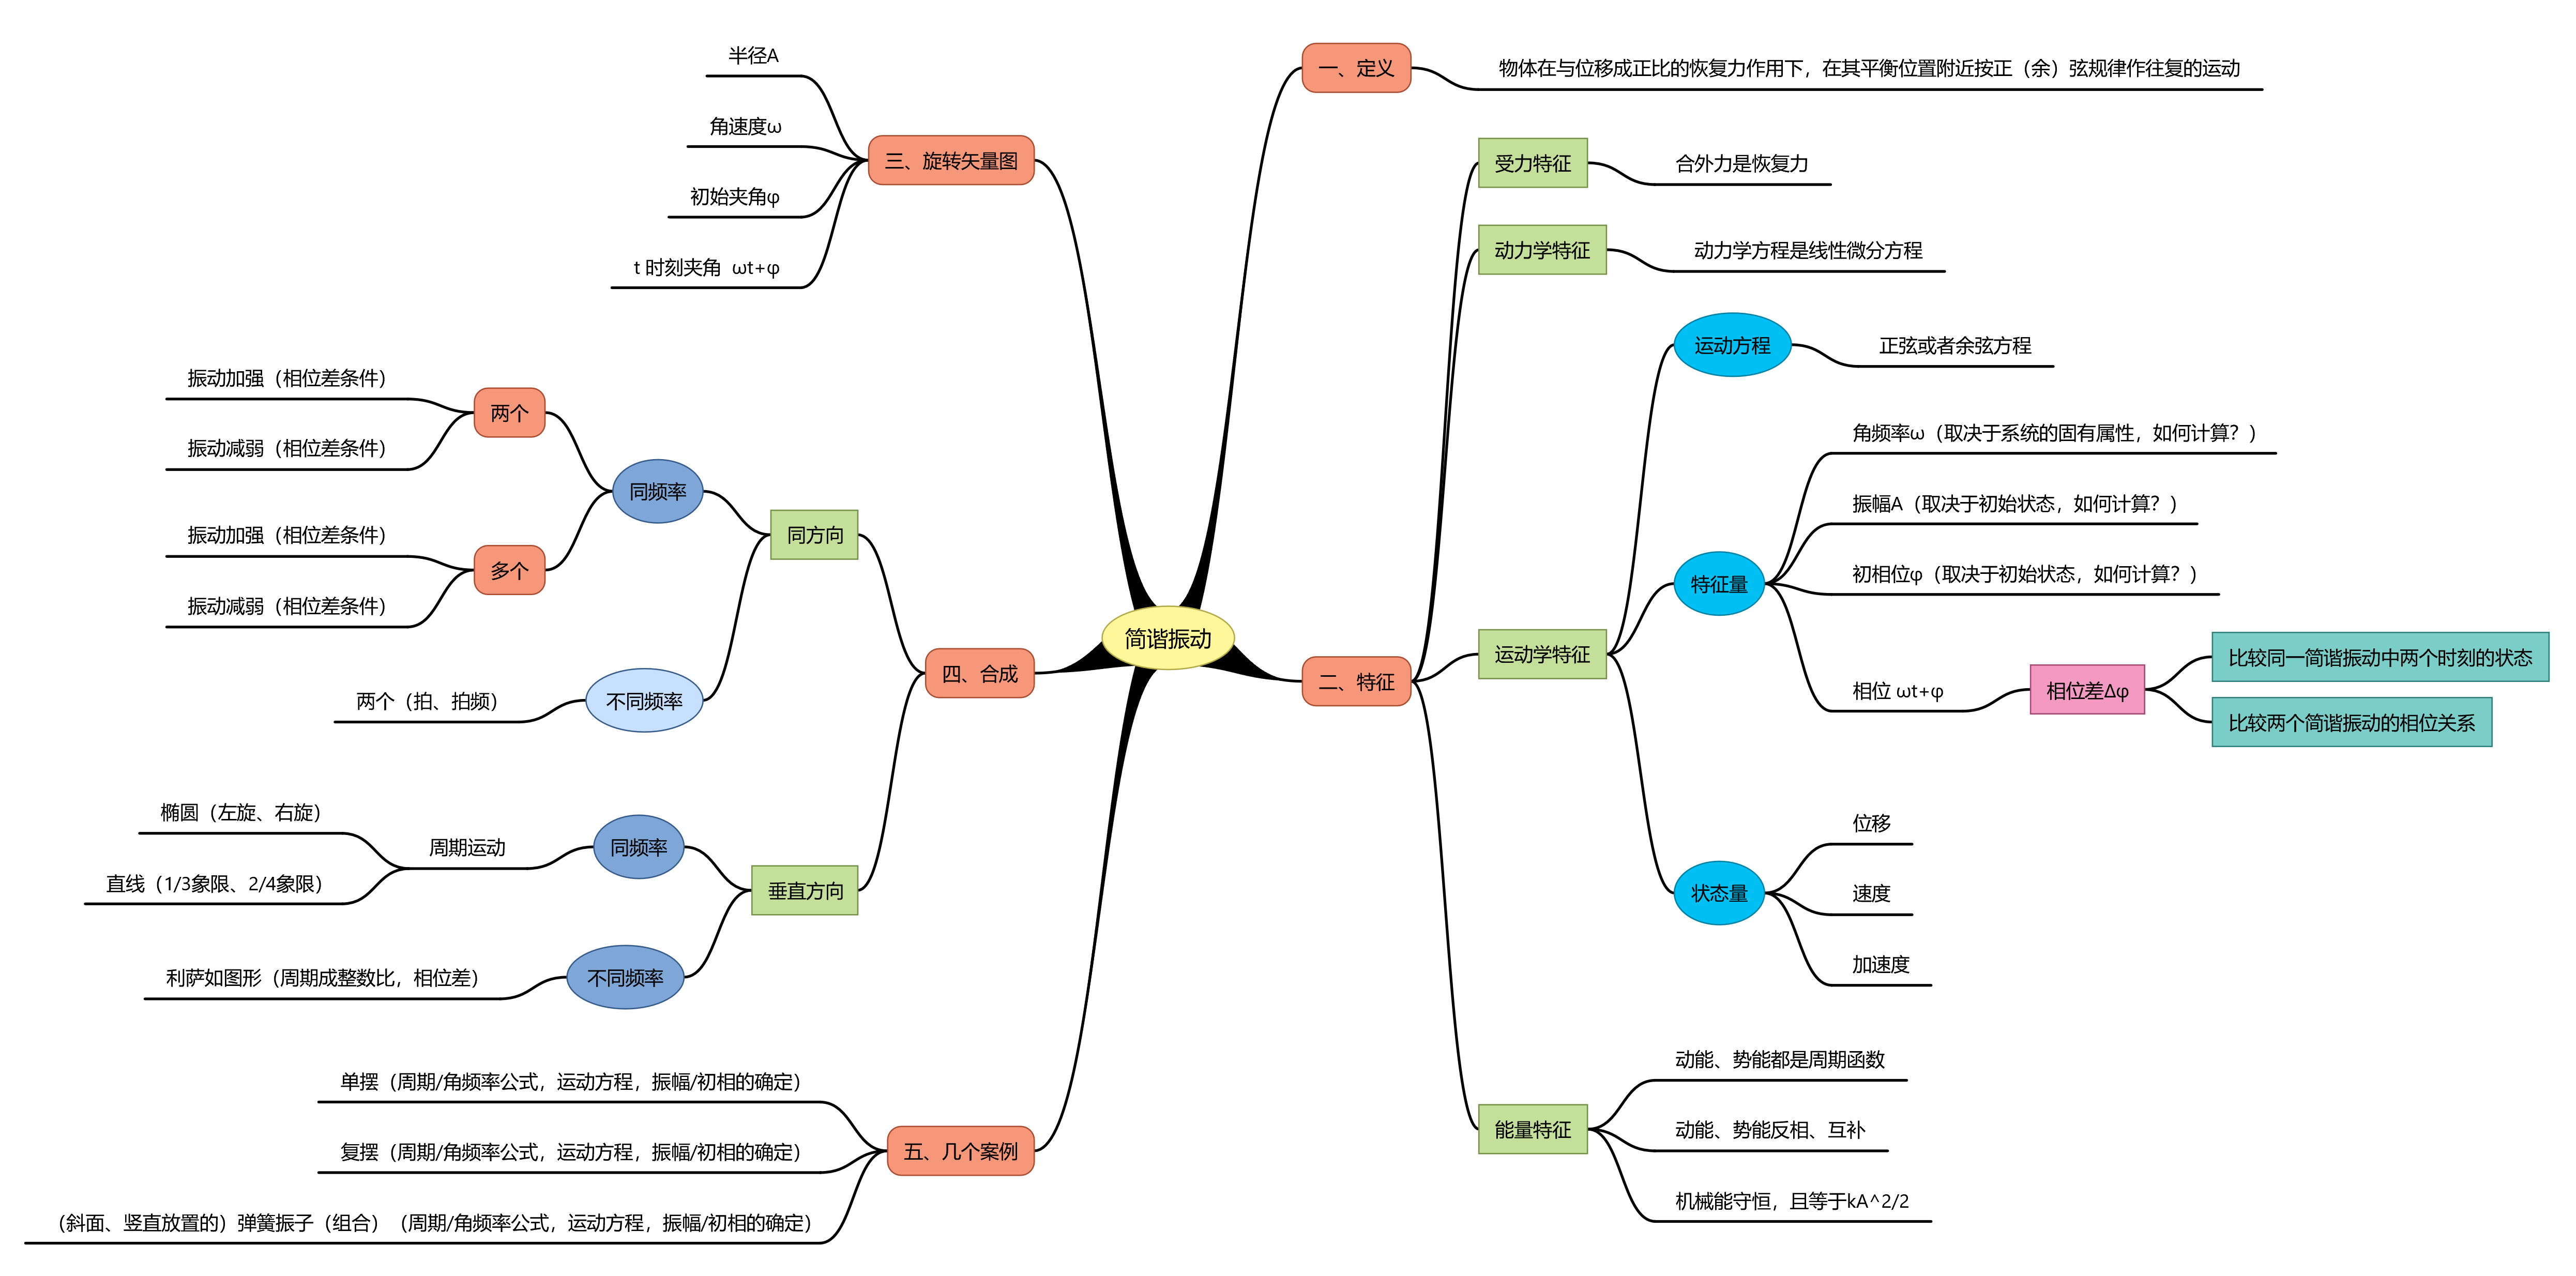 简谐振动
一、定义
物体在与位移成正比的恢复力作用下，在其平衡位置附近按正（余）弦规律作往复的运动
二、特征
受力特征
合外力是恢复力
动力学特征
动力学方程是线性微分方程
运动学特征
运动方程
正弦或者余弦方程
特征量
角频率ω（取决于系统的固有属性，如何计算？）
振幅A（取决于初始状态，如何计算？）
初相位φ（取决于初始状态，如何计算？）
相位 ωt+φ
相位差Δφ
比较同一简谐振动中两个时刻的状态
比较两个简谐振动的相位关系
状态量
位移
速度
加速度
能量特征
动能、势能都是周期函数
动能、势能反相、互补
机械能守恒，且等于kA^2/2
三、旋转矢量图
半径A
角速度ω
初始夹角φ
t 时刻夹角 ωt+φ
四、合成
同方向
同频率
两个
振动加强（相位差条件）
振动减弱（相位差条件）
多个
振动加强（相位差条件）
振动减弱（相位差条件）
不同频率
两个（拍、拍频）
垂直方向
同频率
周期运动
椭圆（左旋、右旋）
直线（1/3象限、2/4象限）
不同频率
利萨如图形（周期成整数比，相位差）
五、几个案例
单摆（周期/角频率公式，运动方程，振幅/初相的确定）
复摆（周期/角频率公式，运动方程，振幅/初相的确定）
（斜面、竖直放置的）弹簧振子（组合）（周期/角频率公式，运动方程，振幅/初相的确定）